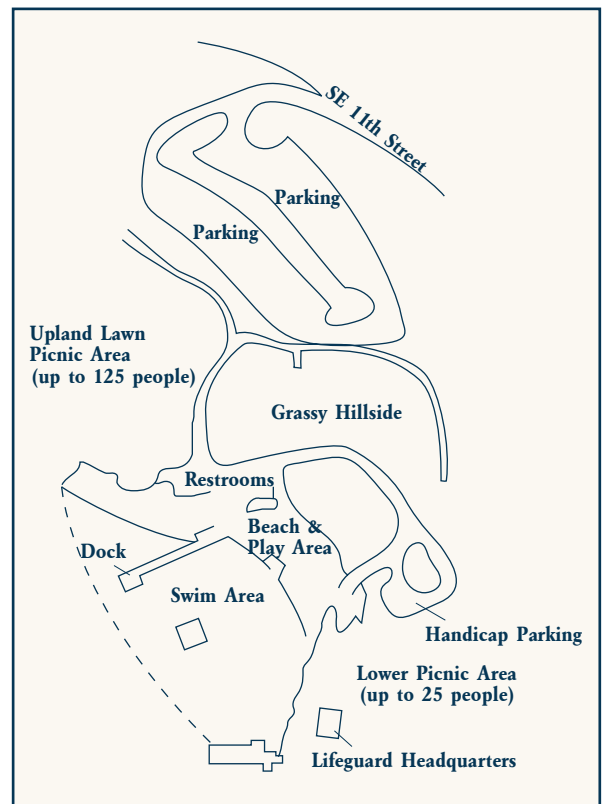 SE 11th Street
Parking
Parking
Upland Lawn
Picnic Area
(up to 125 people)
Grassy Hillside
Restrooms
Beach &
Play Area
Dock
Swim Area
Handicap Parking
Lower Picnic Area
(up to 25 people)
Lifeguard Headquarters